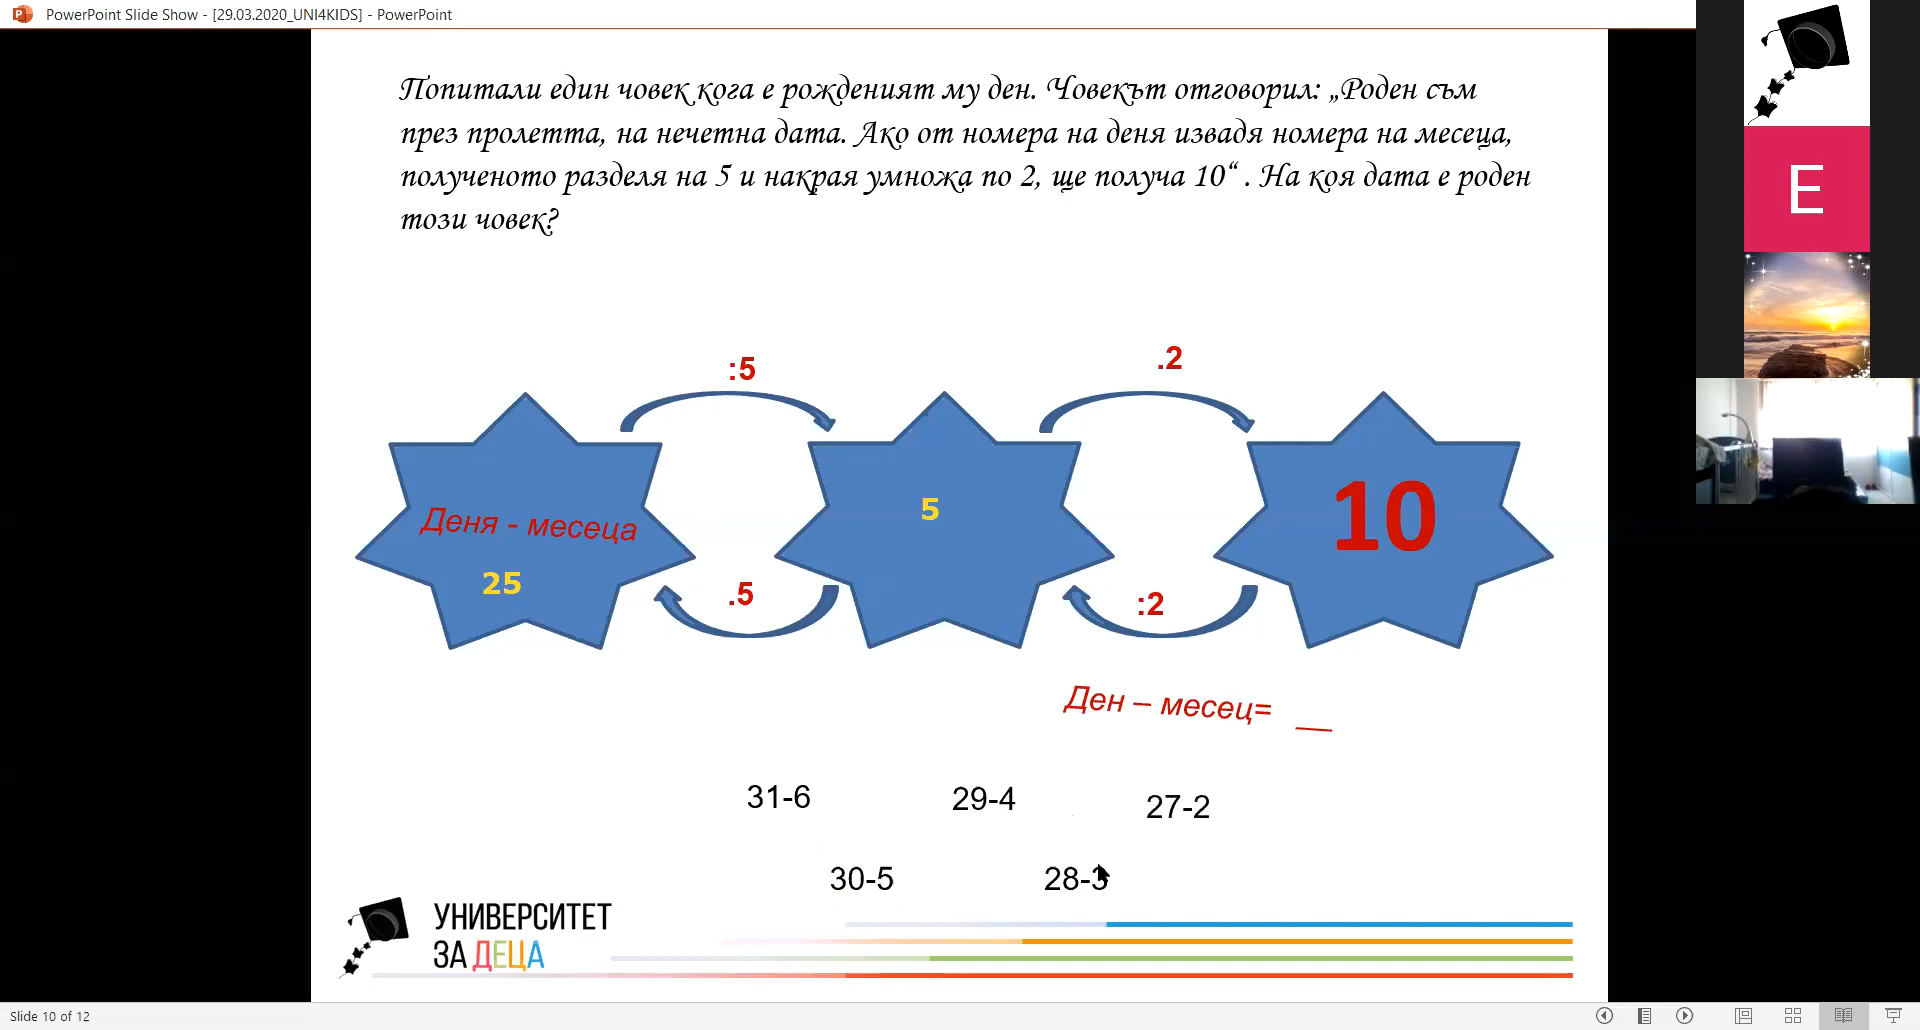 PowerPoint Slide Show - [29.03.2020_UNI4KIDS] - PowerPoint
Попитали един човек кога е рожденият му ден. Човекът отговорил: „Роден съм
през пролетта, на нечетна дата. Ако от номера на деня извадя номера на месеца,
полученото разделя на 5 и накрая умножа по 2, ще получа 10“ . На коя дата е роден
този човек?
E
:5
.2
Деня - месеца
25
5
10
.5
:2
Ден – месец= __
31-6
29-4
27-2
30-5
28-3
УНИВЕРСИТЕТ
ЗА ДЕЦА
Slide 10 of 12